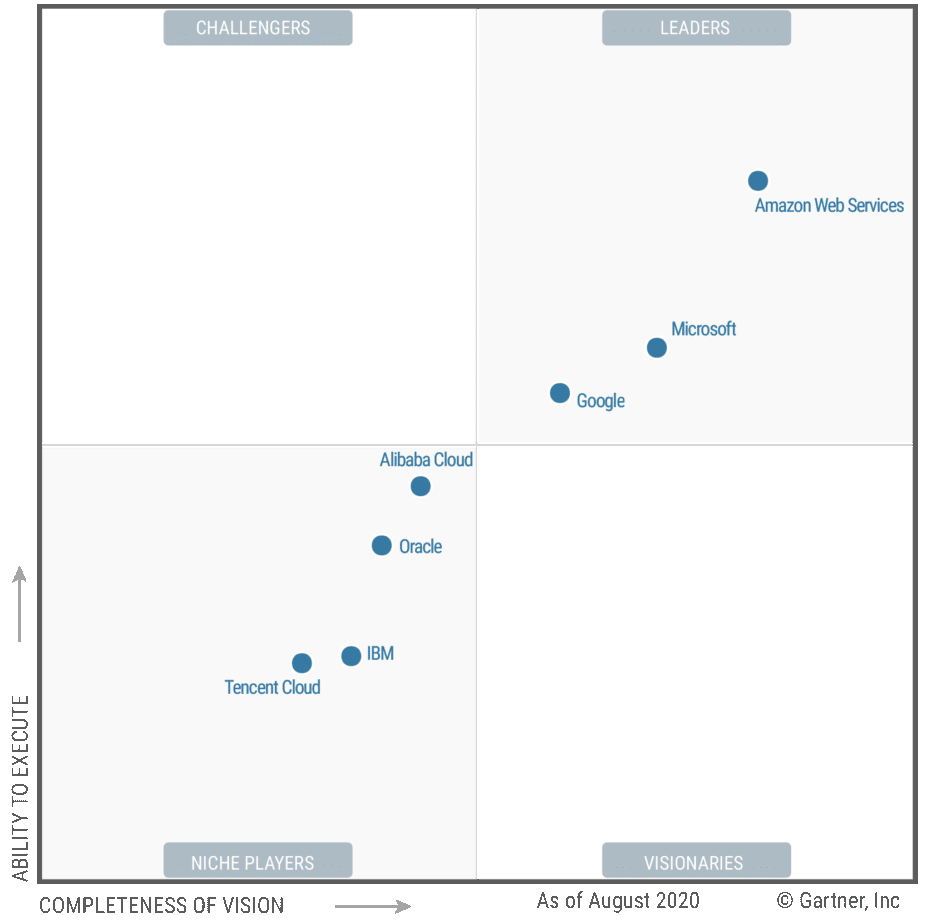 CHALLENGERS
LEADERS
Amazon Web Services
Microsoft
Google
Alibaba Cloud
Oracle
IBM
Tencent Cloud
ABILITY TO EXECUTE
NICHE PLAYERS
VISIONARIES
COMPLETENESS OF VISION
As of August 2020
© Gartner, Inc